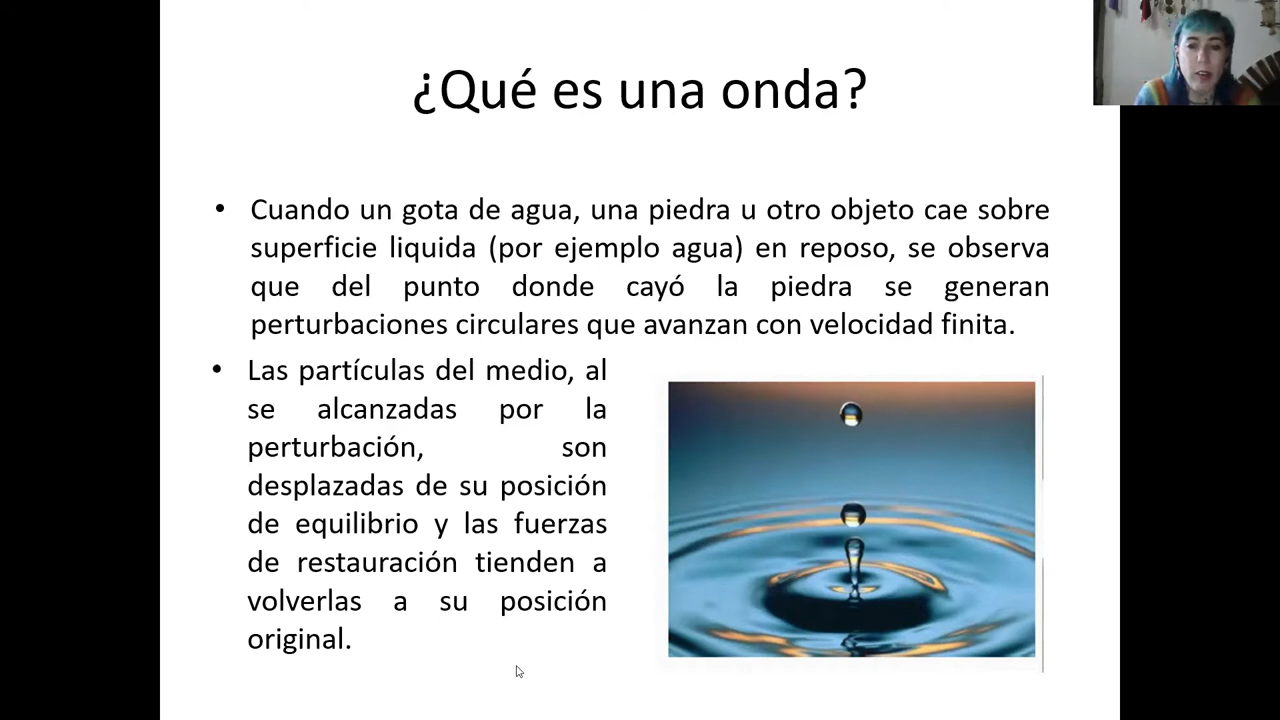 ¿Qué es una onda?
• Cuando un gota de agua, una piedra u otro objeto cae sobre
superficie liquida (por ejemplo agua) en reposo, se observa
que del punto donde cayó la piedra se generan
perturbaciones circulares que avanzan con velocidad finita.
• Las partículas del medio, al
se alcanzadas por la
perturbación, son
desplazadas de su posición
de equilibrio y las fuerzas
de restauración tienden a
volverlas a su posición
original.